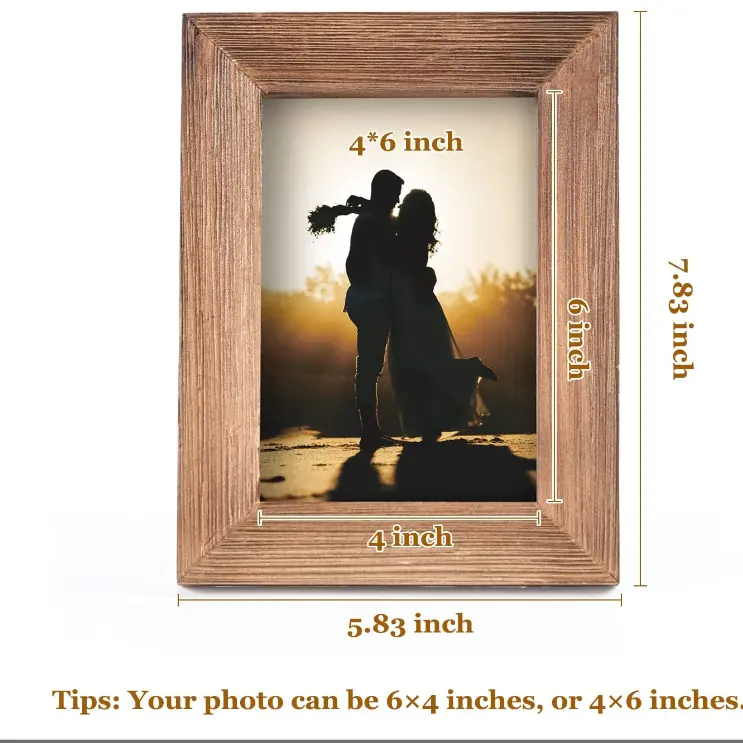 4*6 inch
6 inch
7.83 inch
4 inch
5.83 inch
Tips: Your photo can be 6×4 inches, or 4×6 inches.